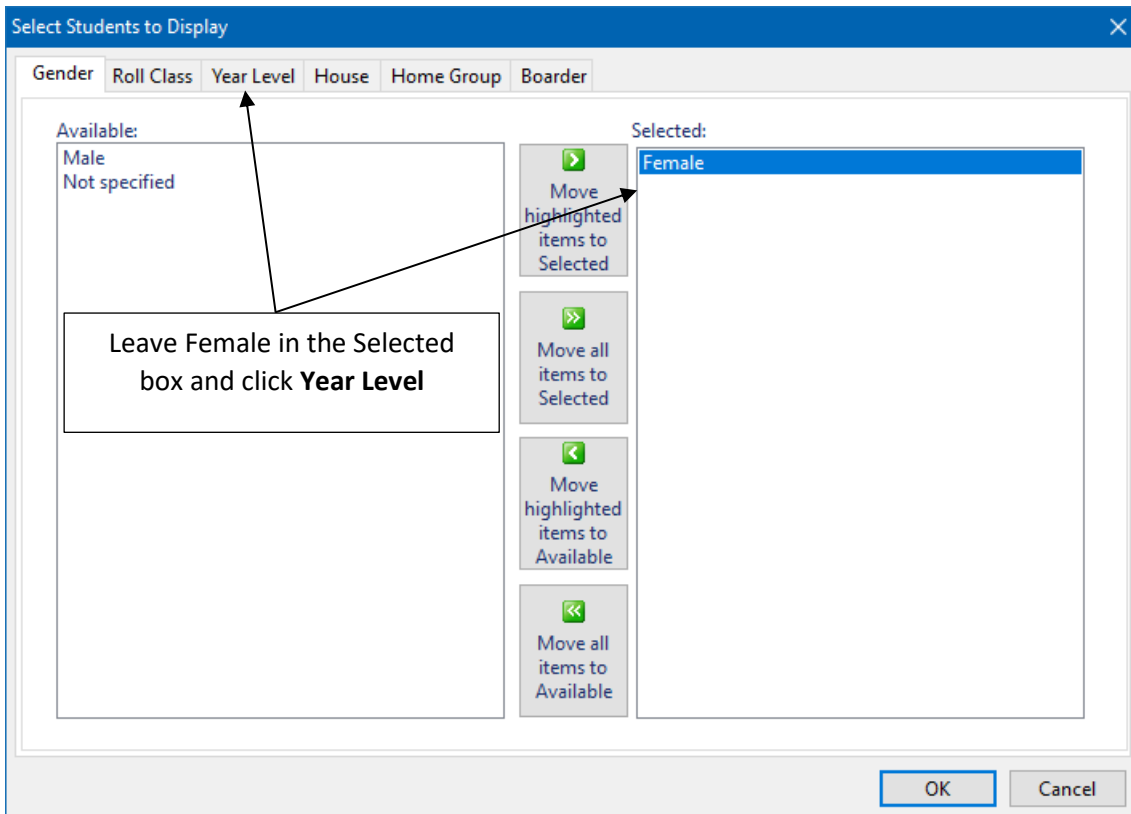 Select Students to Display
Gender Roll Class Year Level House Home Group Boarder
Available:
Male
Not specified
Move
highlighted
items to
Selected
Move all
items to
Selected
Move
highlighted
items to
Available
Move all
items to
Available
Selected:
Female
Leave Female in the Selected
box and click Year Level
OK Cancel